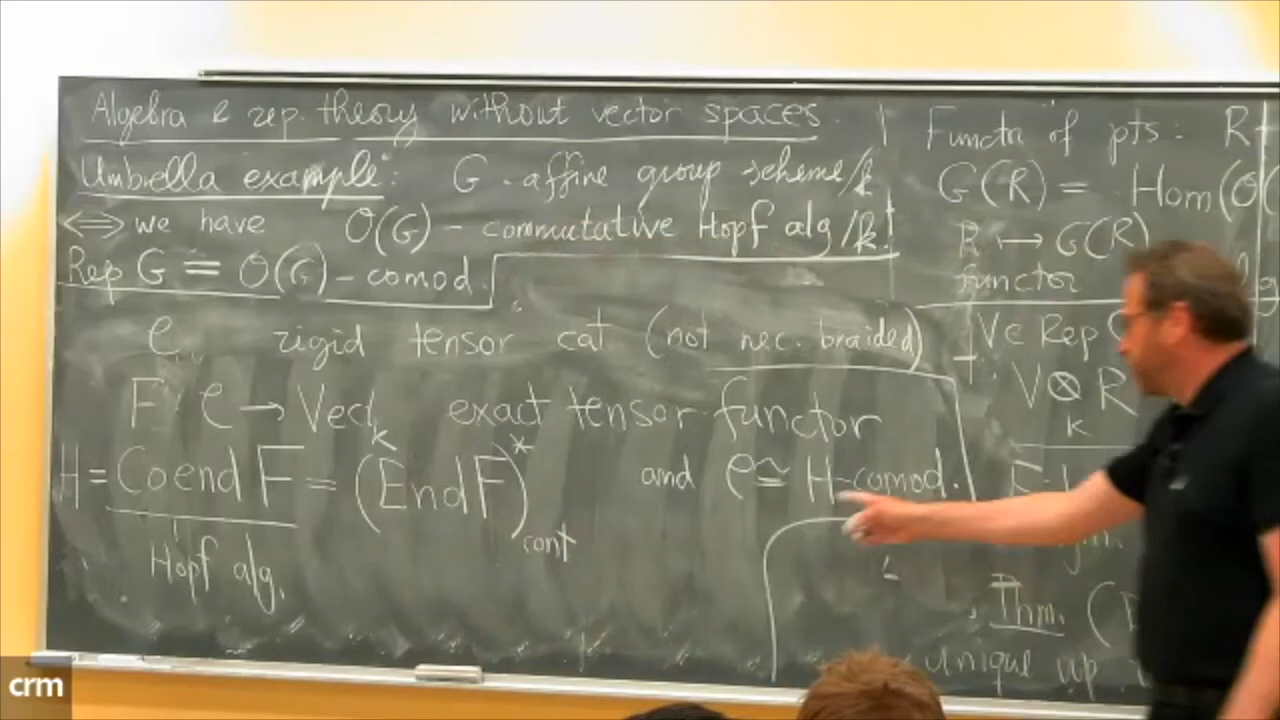 Algebra & rep. theory without vector spaces.
Umbrella example: G - affine group scheme/k
⟺ we have O(G) - commutative Hopf alg/k!
Rep G = O(G) - comod.
C rigid tensor cat (not nec. braided)
F: C → Vec_k exact tensor functor
H = Coend F = (End F)*_cont and C ≅ H-comod.
Hopf alg.
Functor of pts: R
G(R) = Hom(O(
R ↦ G(R)
functor
V ∈ Rep
V ⊗ R
k
Thm. (
unique up
crm